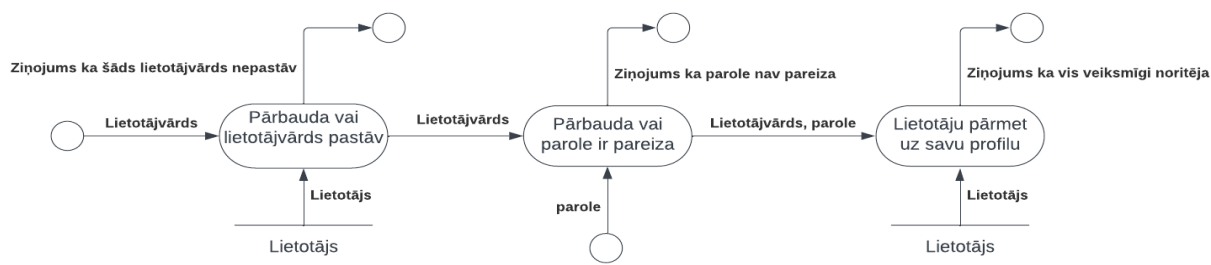 Ziņojums ka šāds lietotājvārds nepastāv
Ziņojums ka parole nav pareiza
Ziņojums ka vis veiksmīgi noritēja
Lietotājvārds
Pārbauda vai
lietotājvārds pastāv
Lietotājvārds
Pārbauda vai
parole ir pareiza
Lietotājvārds, parole
Lietotāju pārmet
uz savu profilu
Lietotājs
parole
Lietotājs
Lietotājs
Lietotājs